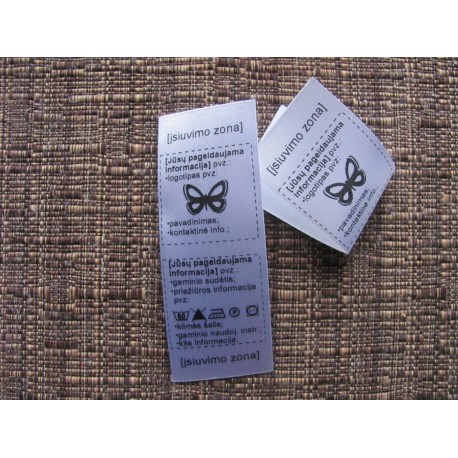 [įsiuvimo zona]
[Jūsų pageidaujama
informacija] pvz.:
•logotipas pvz:
•pavadinimas;
•kontaktinė info.;
[Jūsų pageidaujama
informacija] pvz.:
•gaminio sudėtis;
•priežiūros informacija
pvz:
•kilmės šalis;
•gaminio naudoj. instr.
•kita informacija;
[įsiuvimo zona]
[įsiuvimo zona]
[Jūsų pageidaujama
informacija] pvz.:
•logotipas pvz:
•pavadinimas;
•kontaktinė info.;